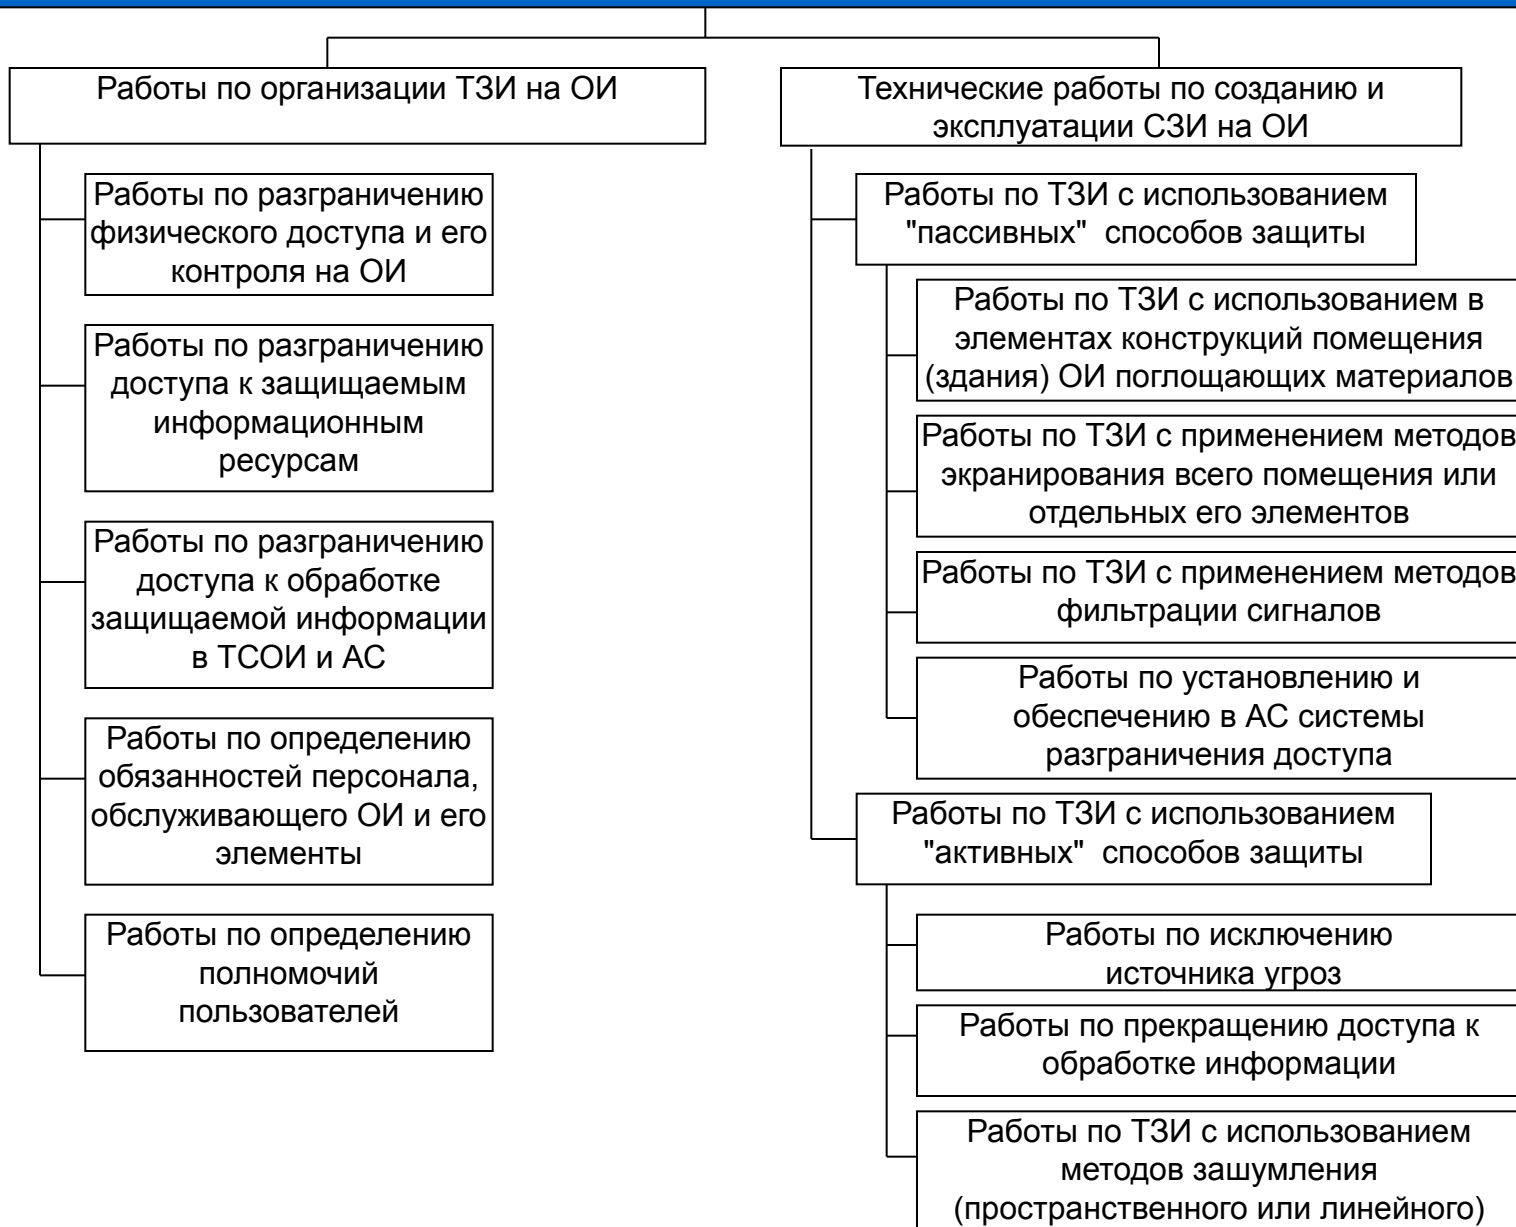 Работы по организации ТЗИ на ОИ
Работы по разграничению
физического доступа и его
контроля на ОИ
Работы по разграничению
доступа к защищаемым
информационным
ресурсам
Работы по разграничению
доступа к обработке
защищаемой информации
в ТСОИ и АС
Работы по определению
обязанностей персонала,
обслуживающего ОИ и его
элементы
Работы по определению
полномочий
пользователей
Технические работы по созданию и
эксплуатации СЗИ на ОИ
Работы по ТЗИ с использованием
"пассивных" способов защиты
Работы по ТЗИ с использованием в
элементах конструкций помещения
(здания) ОИ поглощающих материалов
Работы по ТЗИ с применением методов
экранирования всего помещения или
отдельных его элементов
Работы по ТЗИ с применением методов
фильтрации сигналов
Работы по установлению и
обеспечению в АС системы
разграничения доступа
Работы по ТЗИ с использованием
"активных" способов защиты
Работы по исключению
источника угроз
Работы по прекращению доступа к
обработке информации
Работы по ТЗИ с использованием
методов зашумления
(пространственного или линейного)